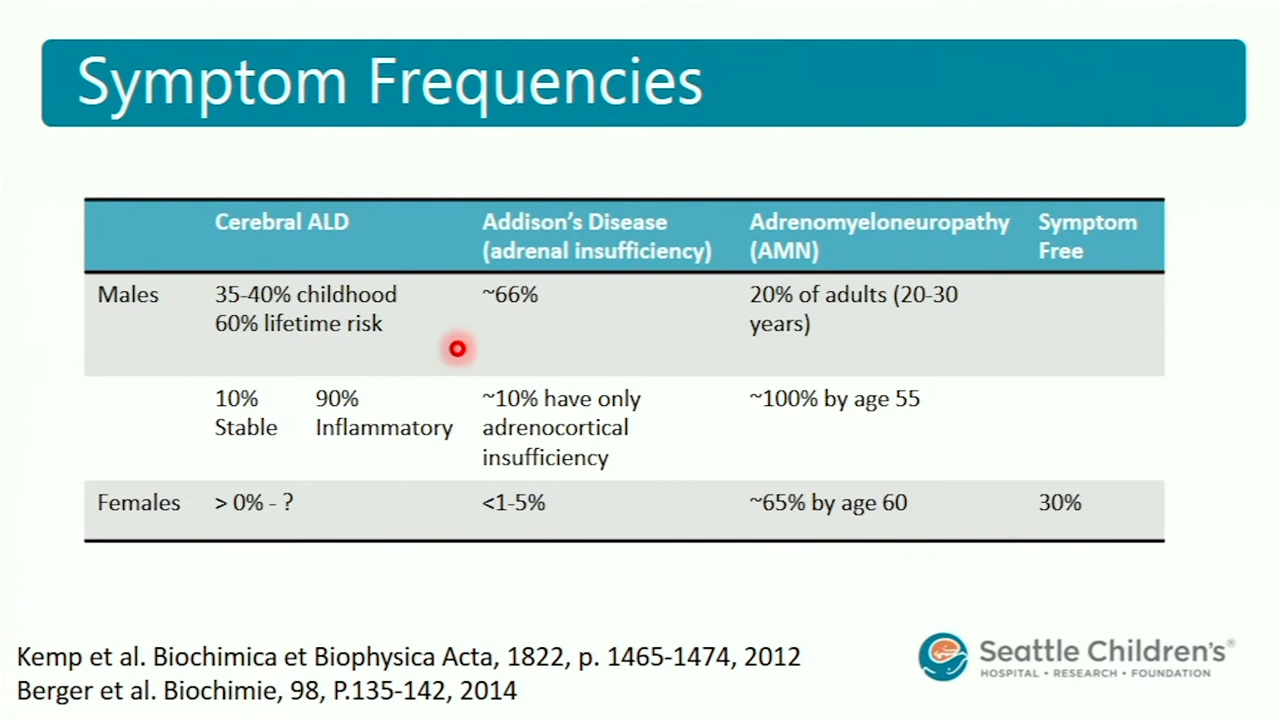 Symptom Frequencies
Cerebral ALD
Addison's Disease
(adrenal insufficiency)
Adrenomyeloneuropathy
(AMN)
Symptom
Free
Males
35-40% childhood
60% lifetime risk
~66%
20% of adults (20-30
years)
10%
Stable
90%
Inflammatory
~10% have only
adrenocortical
insufficiency
~100% by age 55
Females
> 0% - ?
<1-5%
~65% by age 60
30%
Kemp et al. Biochimica et Biophysica Acta, 1822, p. 1465-1474, 2012
Berger et al. Biochimie, 98, P.135-142, 2014
Seattle Children's®
HOSPITAL • RESEARCH • FOUNDATION